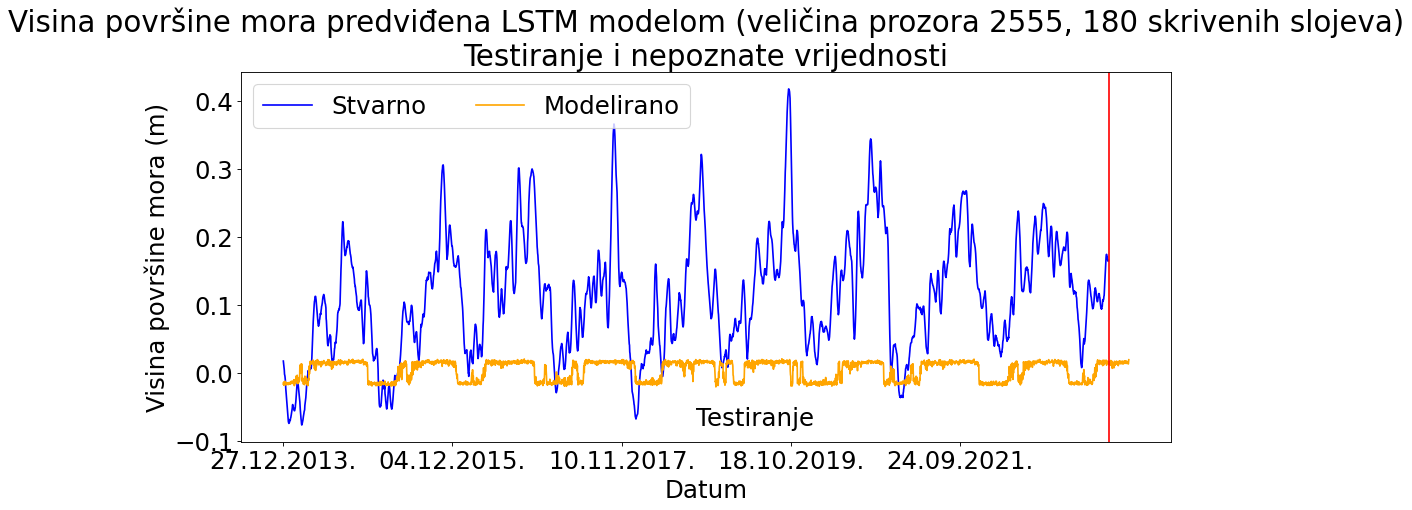 Visina površine mora predviđena LSTM modelom (veličina prozora 2555, 180 skrivenih slojeva)
Testiranje i nepoznate vrijednosti
Stvarno Modelirano
Visina površine mora (m)
0.4
0.3
0.2
0.1
0.0
−0.1
Testiranje
27.12.2013. 04.12.2015. 10.11.2017. 18.10.2019. 24.09.2021.
Datum